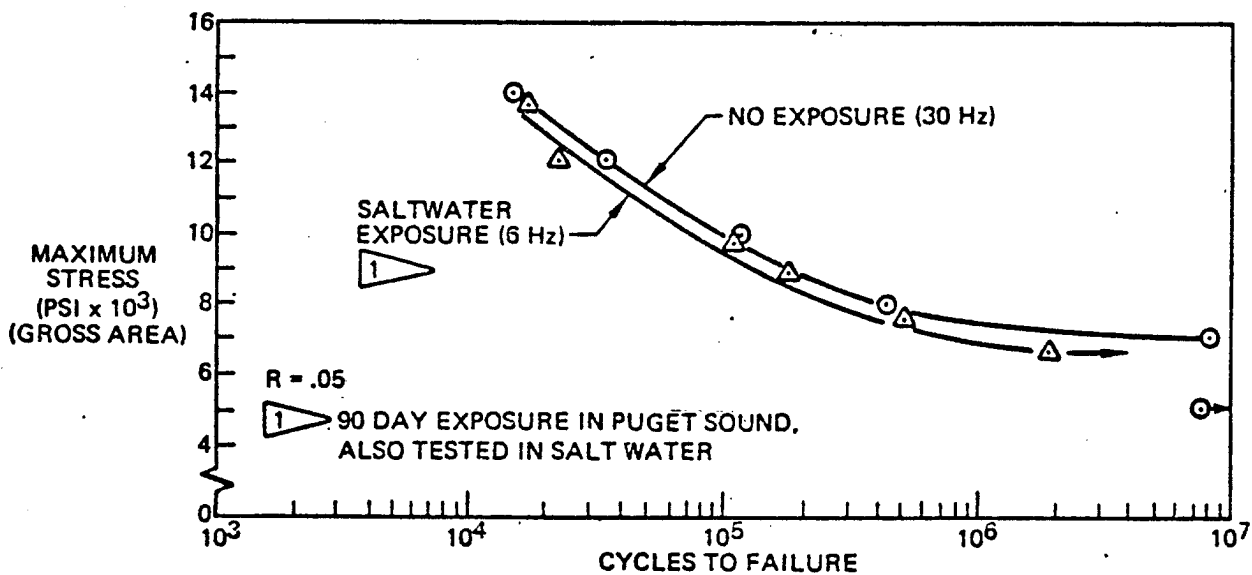 16
14
12
10
8
6
4
0
MAXIMUM
STRESS
(PSI x 10³)
(GROSS AREA)
NO EXPOSURE (30 Hz)
SALTWATER
EXPOSURE (6 Hz)
1
R = .05
1 90 DAY EXPOSURE IN PUGET SOUND,
ALSO TESTED IN SALT WATER
10³ 10⁴ 10⁵ 10⁶ 10⁷
CYCLES TO FAILURE